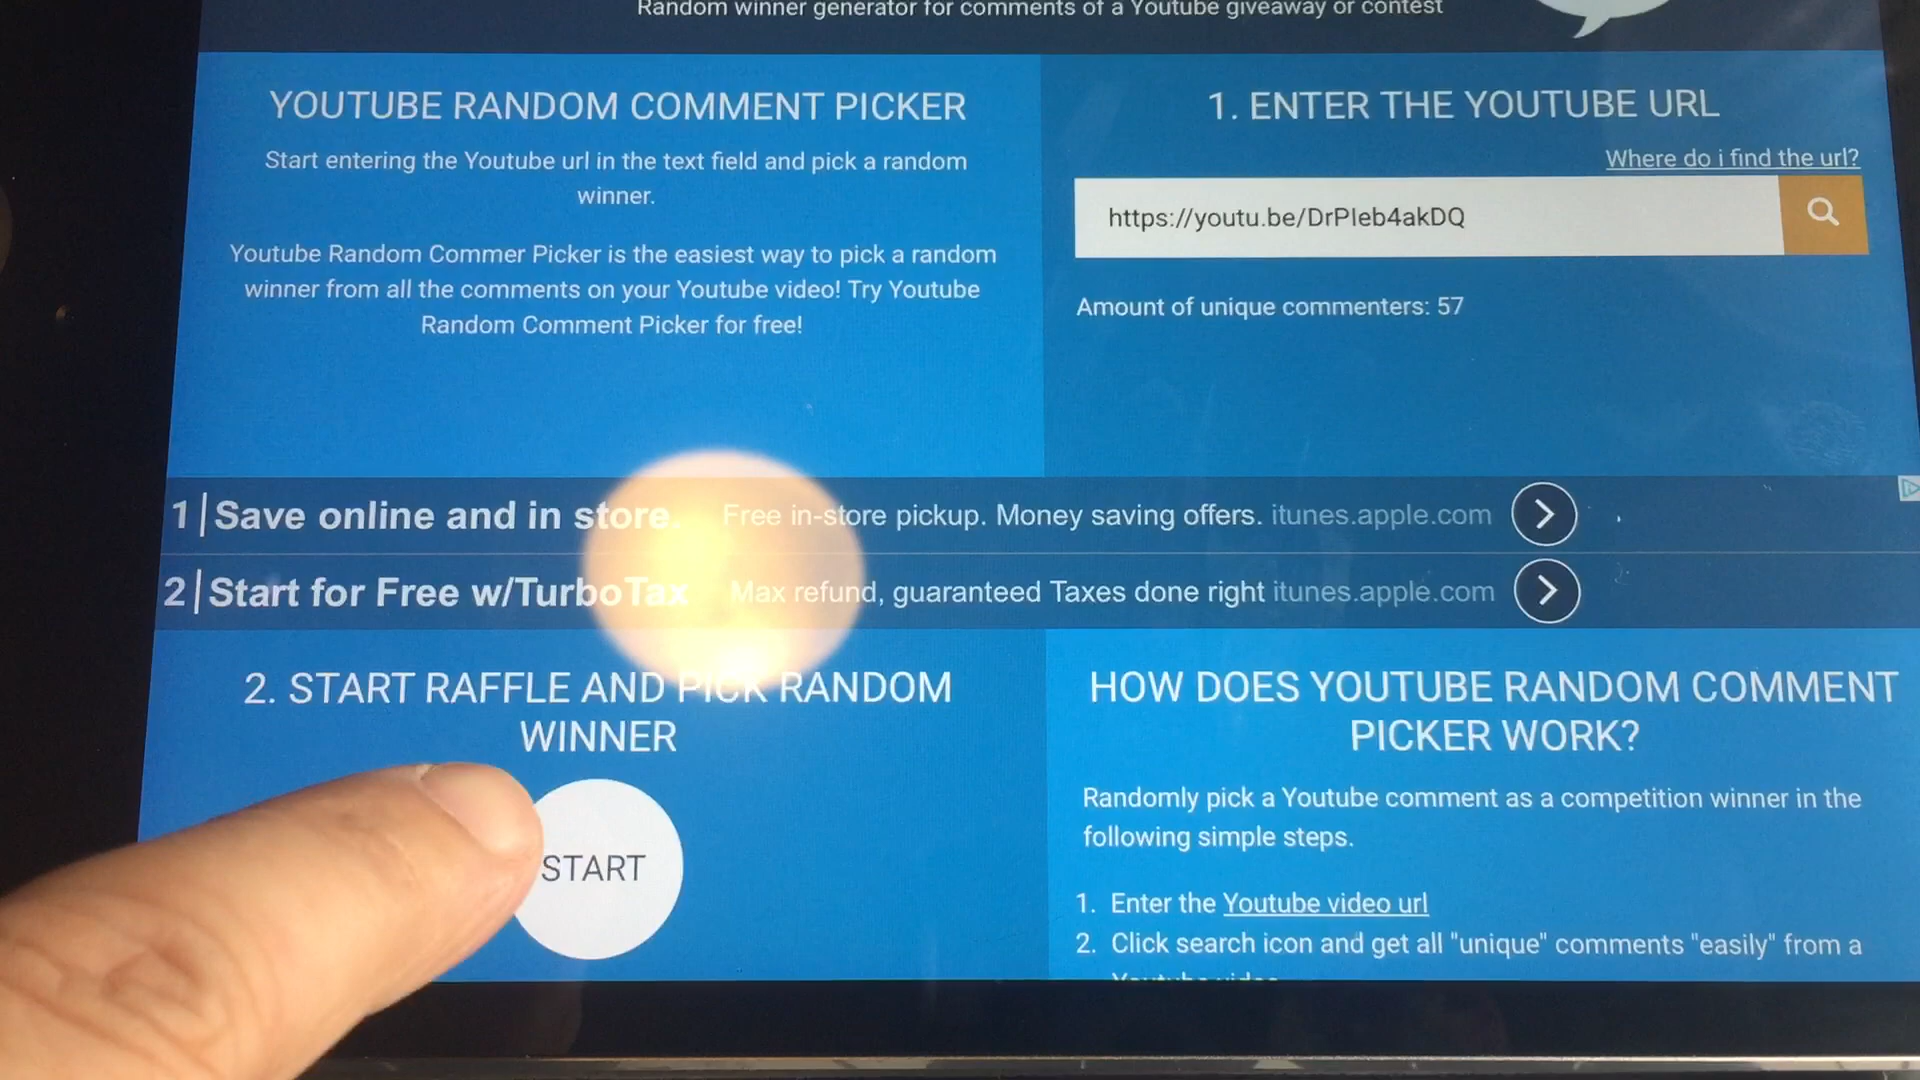 Random winner generator for comments of a Youtube giveaway or contest
YOUTUBE RANDOM COMMENT PICKER
Start entering the Youtube url in the text field and pick a random
winner.
Youtube Random Commer Picker is the easiest way to pick a random
winner from all the comments on your Youtube video! Try Youtube
Random Comment Picker for free!
1. ENTER THE YOUTUBE URL
Where do i find the url?
https://youtu.be/DrPIeb4akDQ
Amount of unique commenters: 57
1 Save online and in store. Free in-store pickup. Money saving offers. itunes.apple.com
2 Start for Free w/TurboTax Max refund, guaranteed Taxes done right itunes.apple.com
2. START RAFFLE AND PICK RANDOM
WINNER
START
HOW DOES YOUTUBE RANDOM COMMENT
PICKER WORK?
Randomly pick a Youtube comment as a competition winner in the
following simple steps.
1. Enter the Youtube video url
2. Click search icon and get all "unique" comments "easily" from a
Youtube video